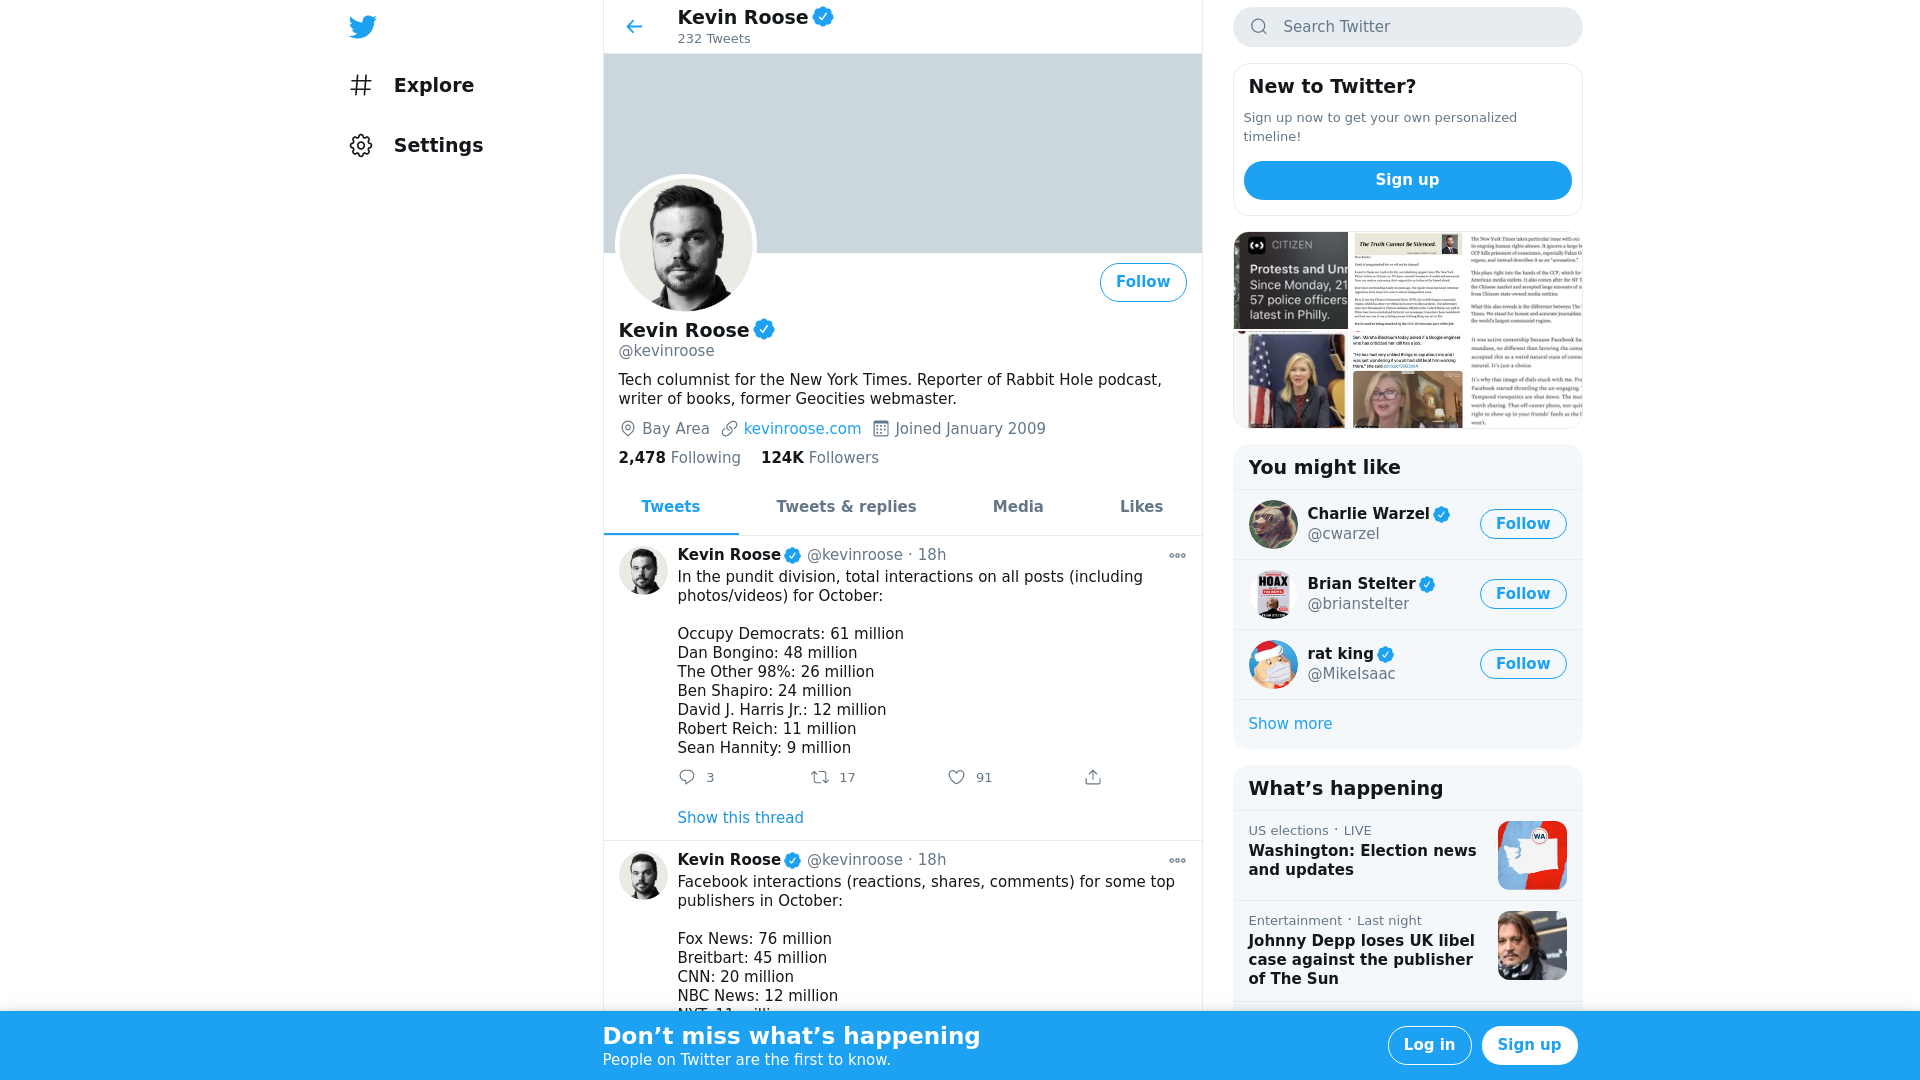 Kevin Roose
232 Tweets
Search Twitter
Explore
Settings
New to Twitter?
Sign up now to get your own personalized
timeline!
Sign up
CITIZEN
Protests and Unr
Since Monday, 21
57 police officers
latest in Philly.
The Truth Cannot Be Silenced.
Follow
Kevin Roose
@kevinroose
Tech columnist for the New York Times. Reporter of Rabbit Hole podcast,
writer of books, former Geocities webmaster.
Bay Area kevinroose.com Joined January 2009
2,478 Following 124K Followers
Tweets Tweets & replies Media Likes
Kevin Roose @kevinroose · 18h
In the pundit division, total interactions on all posts (including
photos/videos) for October:
Occupy Democrats: 61 million
Dan Bongino: 48 million
The Other 98%: 26 million
Ben Shapiro: 24 million
David J. Harris Jr.: 12 million
Robert Reich: 11 million
Sean Hannity: 9 million
3 17 91
Show this thread
Kevin Roose @kevinroose · 18h
Facebook interactions (reactions, shares, comments) for some top
publishers in October:
Fox News: 76 million
Breitbart: 45 million
CNN: 20 million
NBC News: 12 million
You might like
Charlie Warzel
@cwarzel
Follow
HOAX
Brian Stelter
@brianstelter
Follow
rat king
@MikeIsaac
Follow
Show more
What's happening
US elections · LIVE
Washington: Election news
and updates
WA
Entertainment · Last night
Johnny Depp loses UK libel
case against the publisher
of The Sun
Don't miss what's happening
People on Twitter are the first to know.
Log in
Sign up